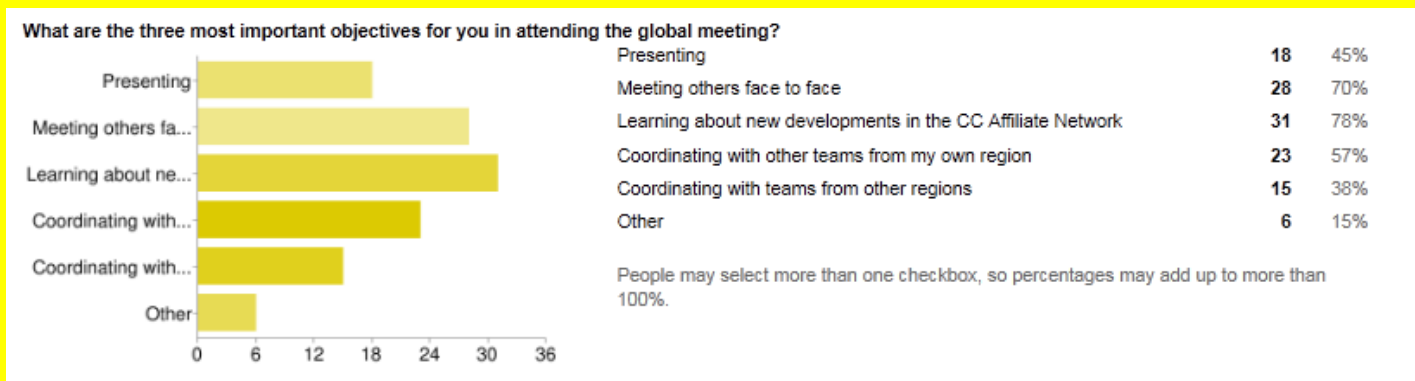 What are the three most important objectives for you in attending the global meeting?
Presenting
Meeting others fa...
Learning about ne...
Coordinating with...
Coordinating with...
Other
0 6 12 18 24 30 36
Presenting 18 45%
Meeting others face to face 28 70%
Learning about new developments in the CC Affiliate Network 31 78%
Coordinating with other teams from my own region 23 57%
Coordinating with teams from other regions 15 38%
Other 6 15%
People may select more than one checkbox, so percentages may add up to more than
100%.